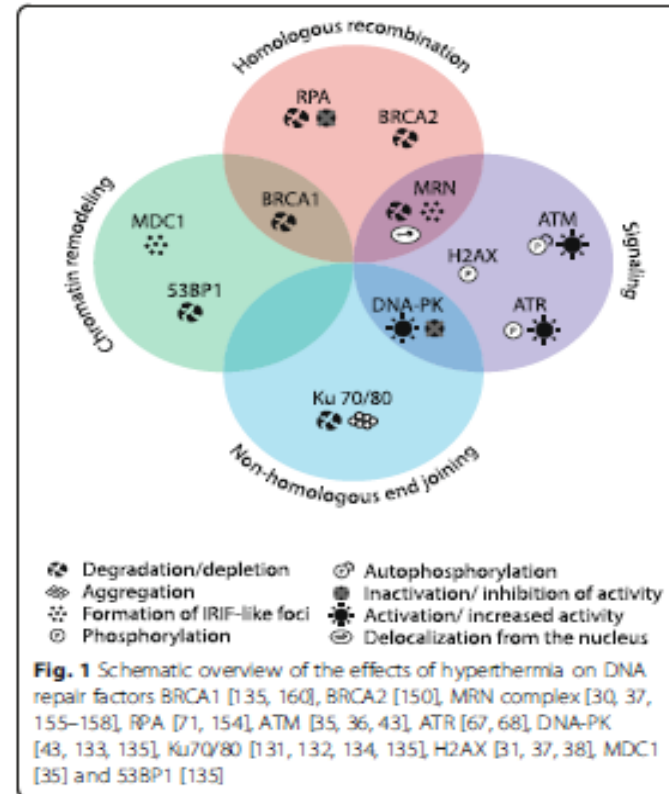 Homologous recombination
RPA
BRCA2
Chromatin remodeling
BRCA1
MRN
MDC1
ATM
Signaling
H2AX
P
P
53BP1
DNA-PK
ATR
P
Ku 70/80
Non-homologous end joining
Degradation/depletion
Autophosphorylation
Aggregation
Inactivation/ inhibition of activity
Formation of IRIF-like foci
Activation/ increased activity
P Phosphorylation
Delocalization from the nucleus
Fig. 1 Schematic overview of the effects of hyperthermia on DNA
repair factors BRCA1 [135, 160], BRCA2 [150], MRN complex [30, 37,
155–158], RPA [71, 154], ATM [35, 36, 43], ATR [67, 68], DNA-PK
[43, 133, 135], Ku70/80 [131, 132, 134, 135], H2AX [31, 37, 38], MDC1
[35] and 53BP1 [135]